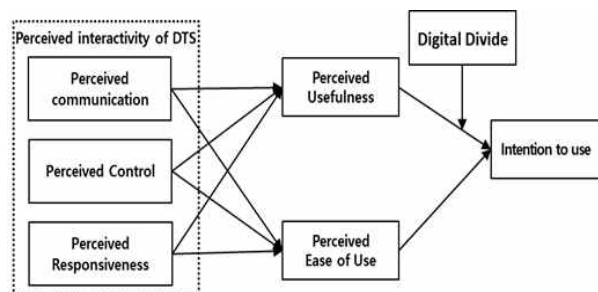 Perceived interactivity of DTS
Perceived
communication
Perceived Control
Perceived
Responsiveness
Perceived
Usefulness
Perceived
Ease of Use
Digital Divide
Intention to use